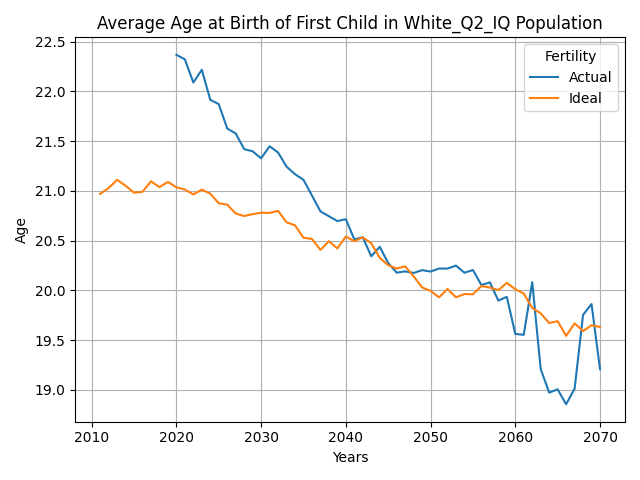 Average Age at Birth of First Child in White_Q2_IQ Population
22.5
22.0
21.5
21.0
20.5
20.0
19.5
19.0
Age
Fertility
Actual
Ideal
2010 2020 2030 2040 2050 2060 2070
Years